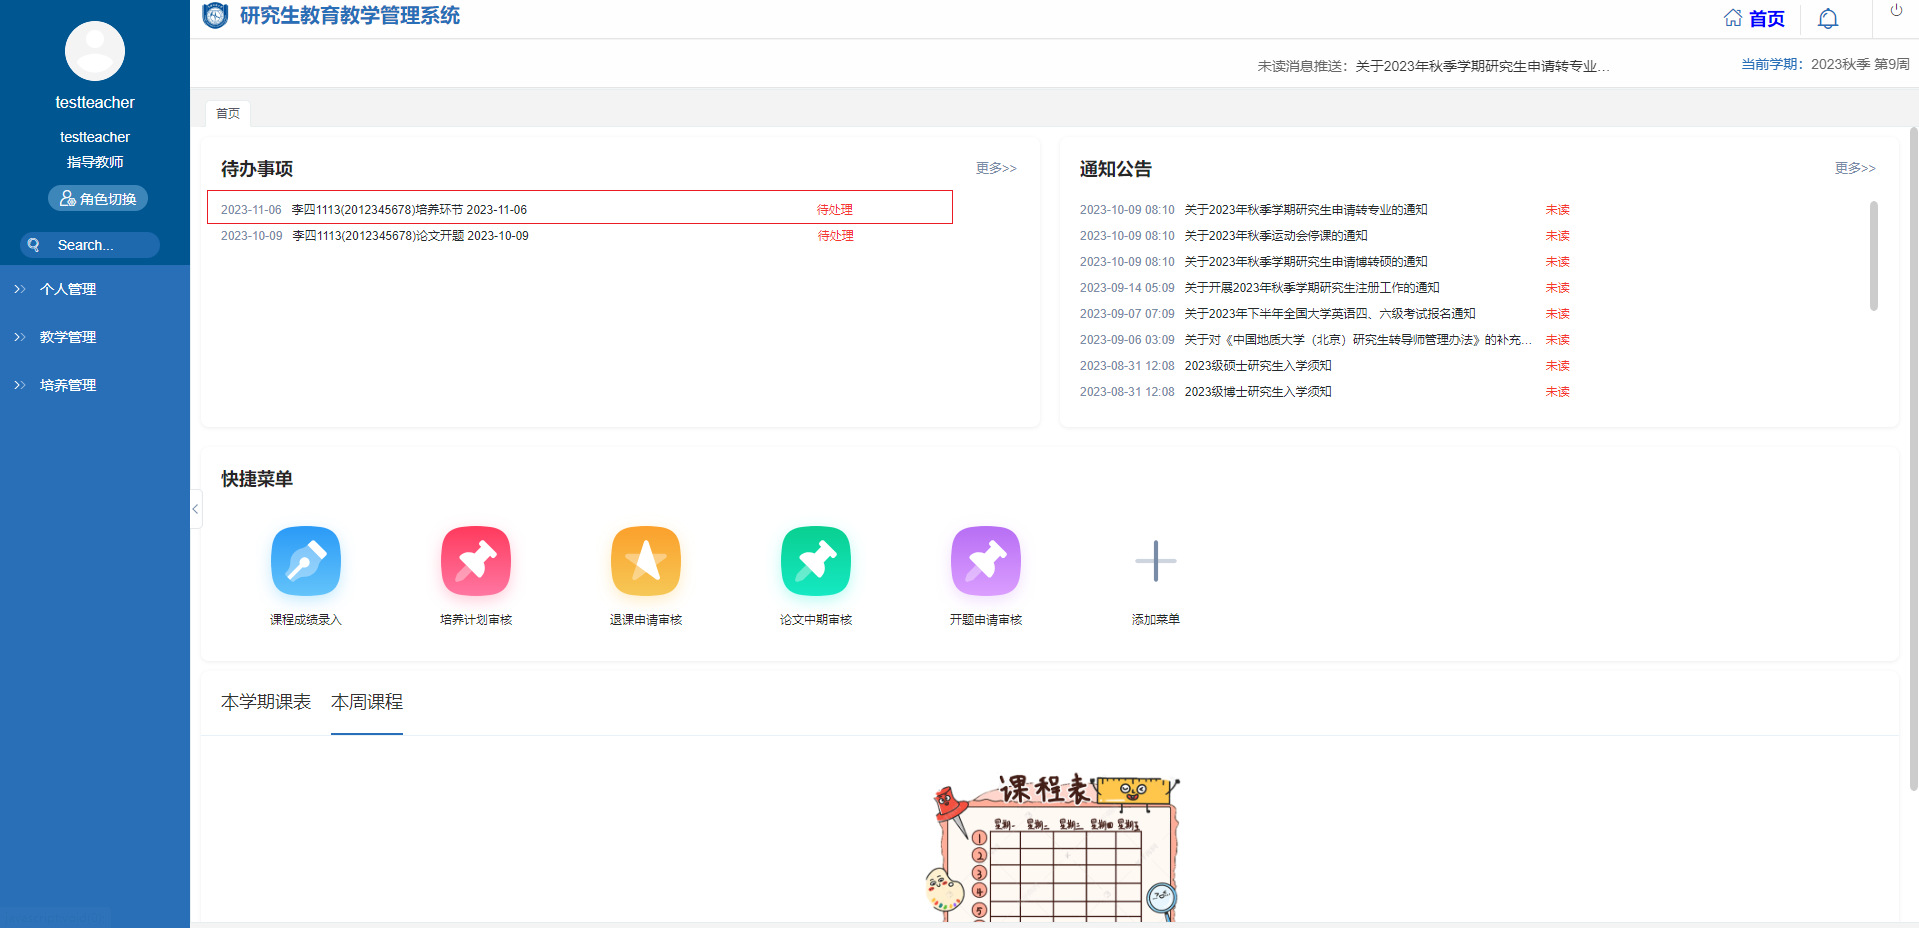 研究生教育教学管理系统
首页
testteacher
testteacher
指导教师
角色切换
Search...
个人管理
教学管理
培养管理
未读消息推送：关于2023年秋季学期研究生申请转专业...
当前学期：2023秋季 第9周
首页
待办事项
更多>>
2023-11-06 李四1113(2012345678)培养环节 2023-11-06 待处理
2023-10-09 李四1113(2012345678)论文开题 2023-10-09 待处理
通知公告
更多>>
2023-10-09 08:10 关于2023年秋季学期研究生申请转专业的通知 未读
2023-10-09 08:10 关于2023年秋季运动会停课的通知 未读
2023-10-09 08:10 关于2023年秋季学期研究生申请博转硕的通知 未读
2023-09-14 05:09 关于开展2023年秋季学期研究生注册工作的通知 未读
2023-09-07 07:09 关于2023年下半年全国大学英语四、六级考试报名通知 未读
2023-09-06 03:09 关于对《中国地质大学（北京）研究生转导师管理办法》的补充... 未读
2023-08-31 12:08 2023级硕士研究生入学须知 未读
2023-08-31 12:08 2023级博士研究生入学须知 未读
快捷菜单
课程成绩录入
培养计划审核
退课申请审核
论文中期审核
开题申请审核
添加菜单
本学期课表 本周课程
课程表
星期一 星期二 星期三 星期四 星期五
1
2
3
4
5